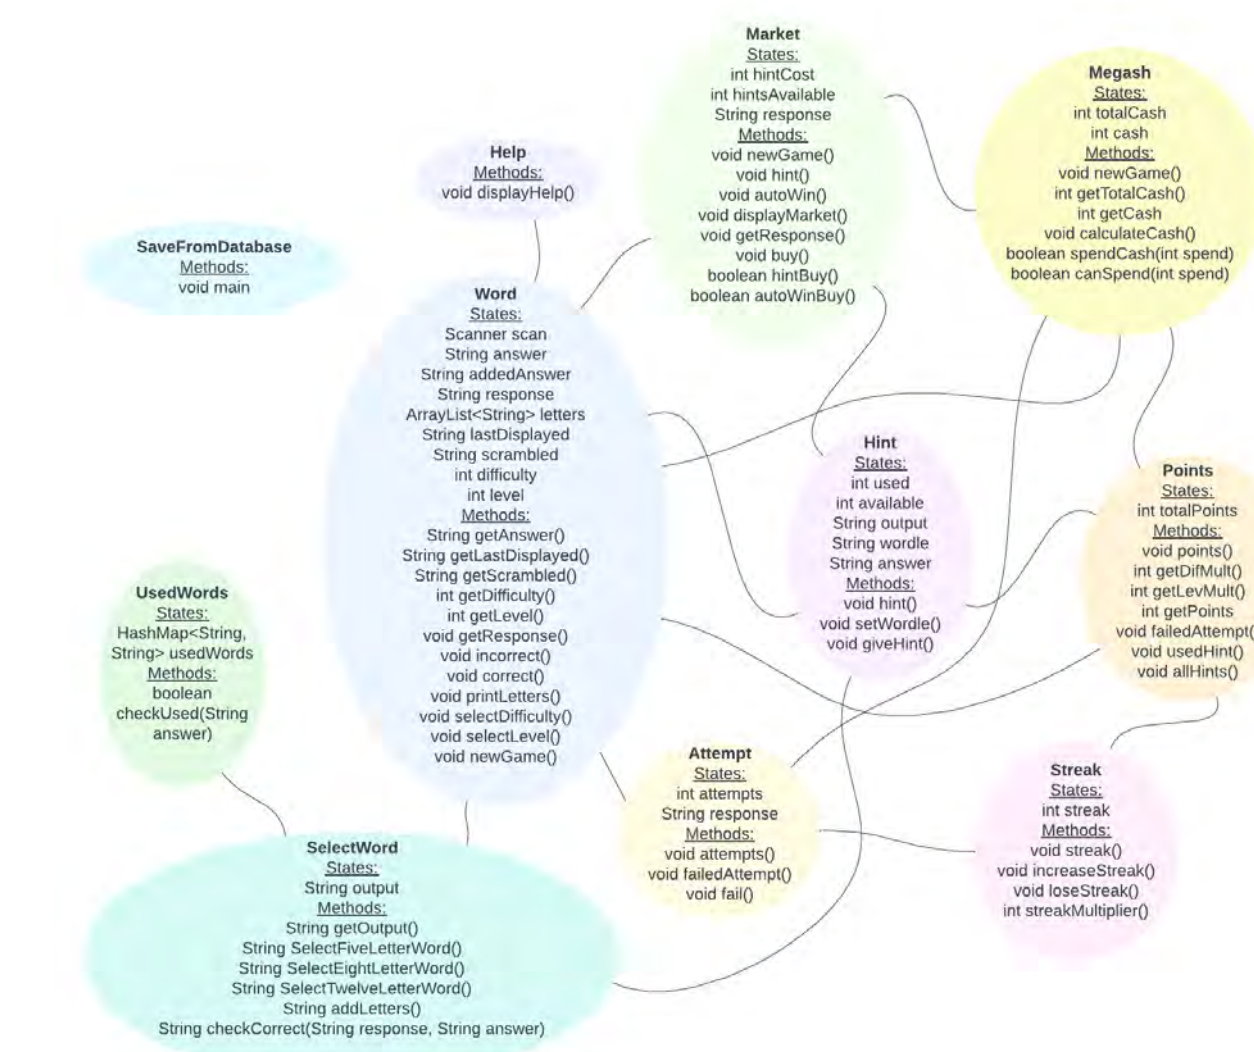 Market
States:
int hintCost
int hintsAvailable
String response
Methods:
void newGame()
void hint()
void autoWin()
void displayMarket()
void getResponse()
void buy()
boolean hintBuy()
boolean autoWinBuy()
Megash
States:
int totalCash
int cash
Methods:
void newGame()
int getTotalCash()
int getCash
void calculateCash()
boolean spendCash(int spend)
boolean canSpend(int spend)
Help
Methods:
void displayHelp()
SaveFromDatabase
Methods:
void main
Word
States:
Scanner scan
String answer
String addedAnswer
String response
ArrayList<String> letters
String lastDisplayed
String scrambled
int difficulty
int level
Methods:
String getAnswer()
String getLastDisplayed()
String getScrambled()
int getDifficulty()
int getLevel()
void getResponse()
void incorrect()
void correct()
void printLetters()
void selectDifficulty()
void selectLevel()
void newGame()
Hint
States:
int used
int available
String output
String wordle
String answer
Methods:
void hint()
void setWordle()
void giveHint()
Points
States:
int totalPoints
Methods:
void points()
int getDifMult()
int getLevMult()
int getPoints
void failedAttempt(
void usedHint()
void allHints()
UsedWords
States:
HashMap<String,
String> usedWords
Methods:
boolean
checkUsed(String
answer)
Attempt
States:
int attempts
String response
Methods:
void attempts()
void failedAttempt()
void fail()
Streak
States:
int streak
Methods:
void streak()
void increaseStreak()
void loseStreak()
int streakMultiplier()
SelectWord
States:
String output
Methods:
String getOutput()
String SelectFiveLetterWord()
String SelectEightLetterWord()
String SelectTwelveLetterWord()
String addLetters()
String checkCorrect(String response, String answer)